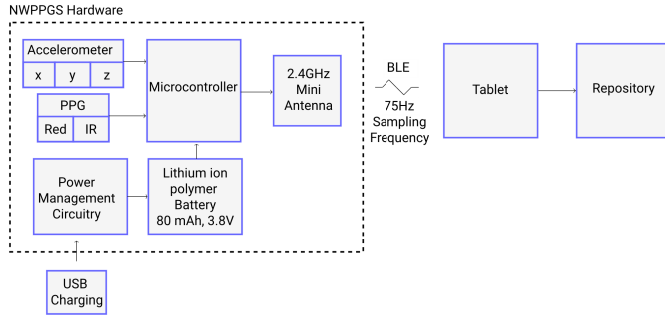 NWPPGS Hardware
Accelerometer
x y z
PPG
Red IR
Microcontroller
2.4GHz
Mini
Antenna
Power
Management
Circuitry
Lithium ion
polymer
Battery
80 mAh, 3.8V
USB
Charging
BLE
75Hz
Sampling
Frequency
Tablet
Repository